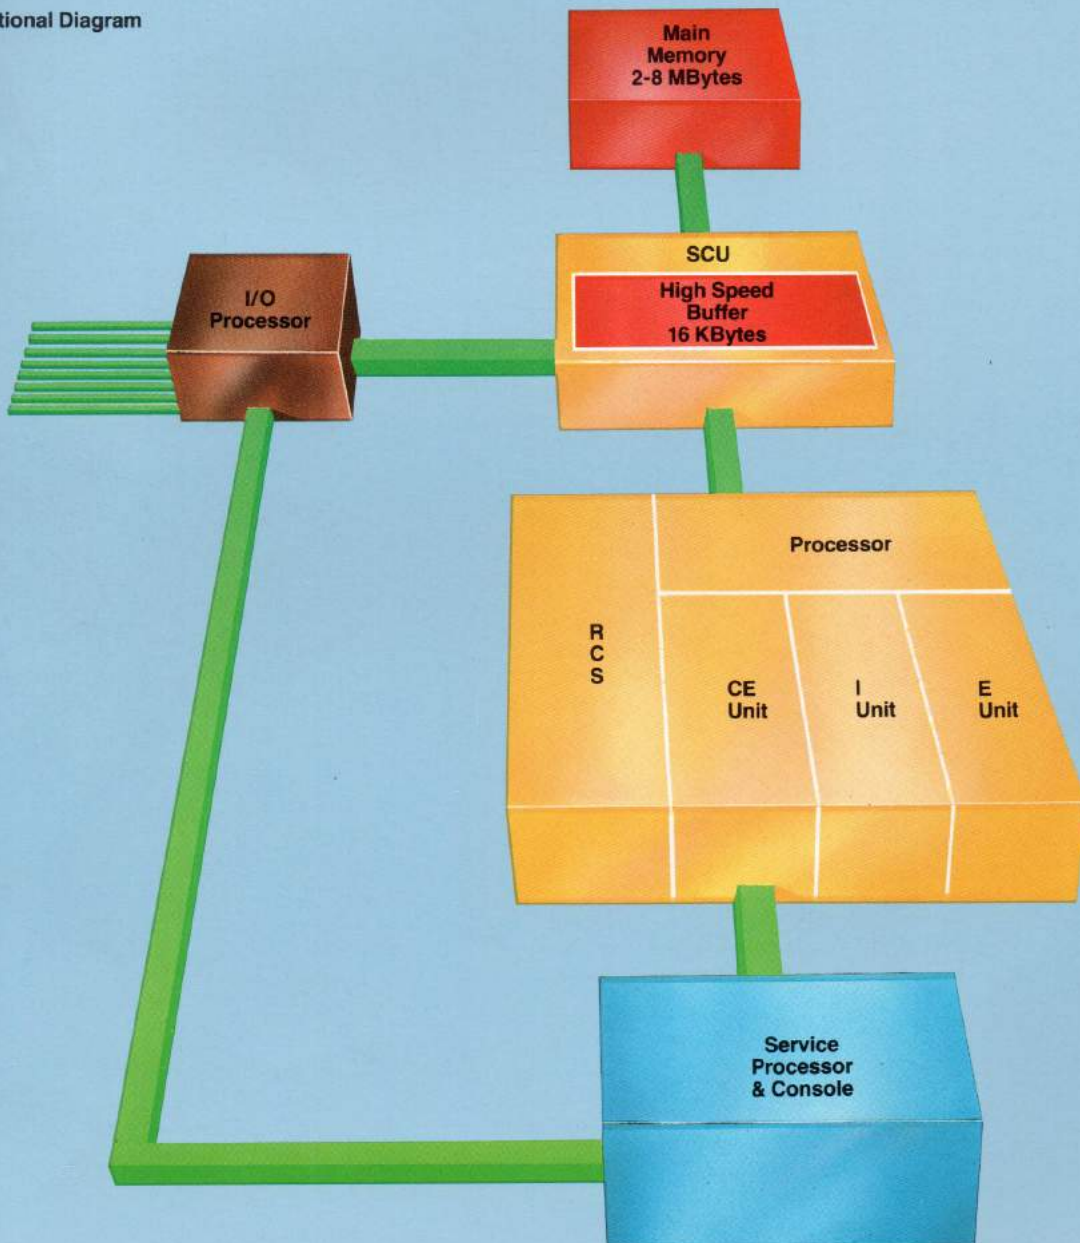 tional Diagram
Main
Memory
2-8 MBytes
SCU
High Speed
Buffer
16 KBytes
I/O
Processor
Processor
R
C
S
CE
Unit
I
Unit
E
Unit
Service
Processor
& Console